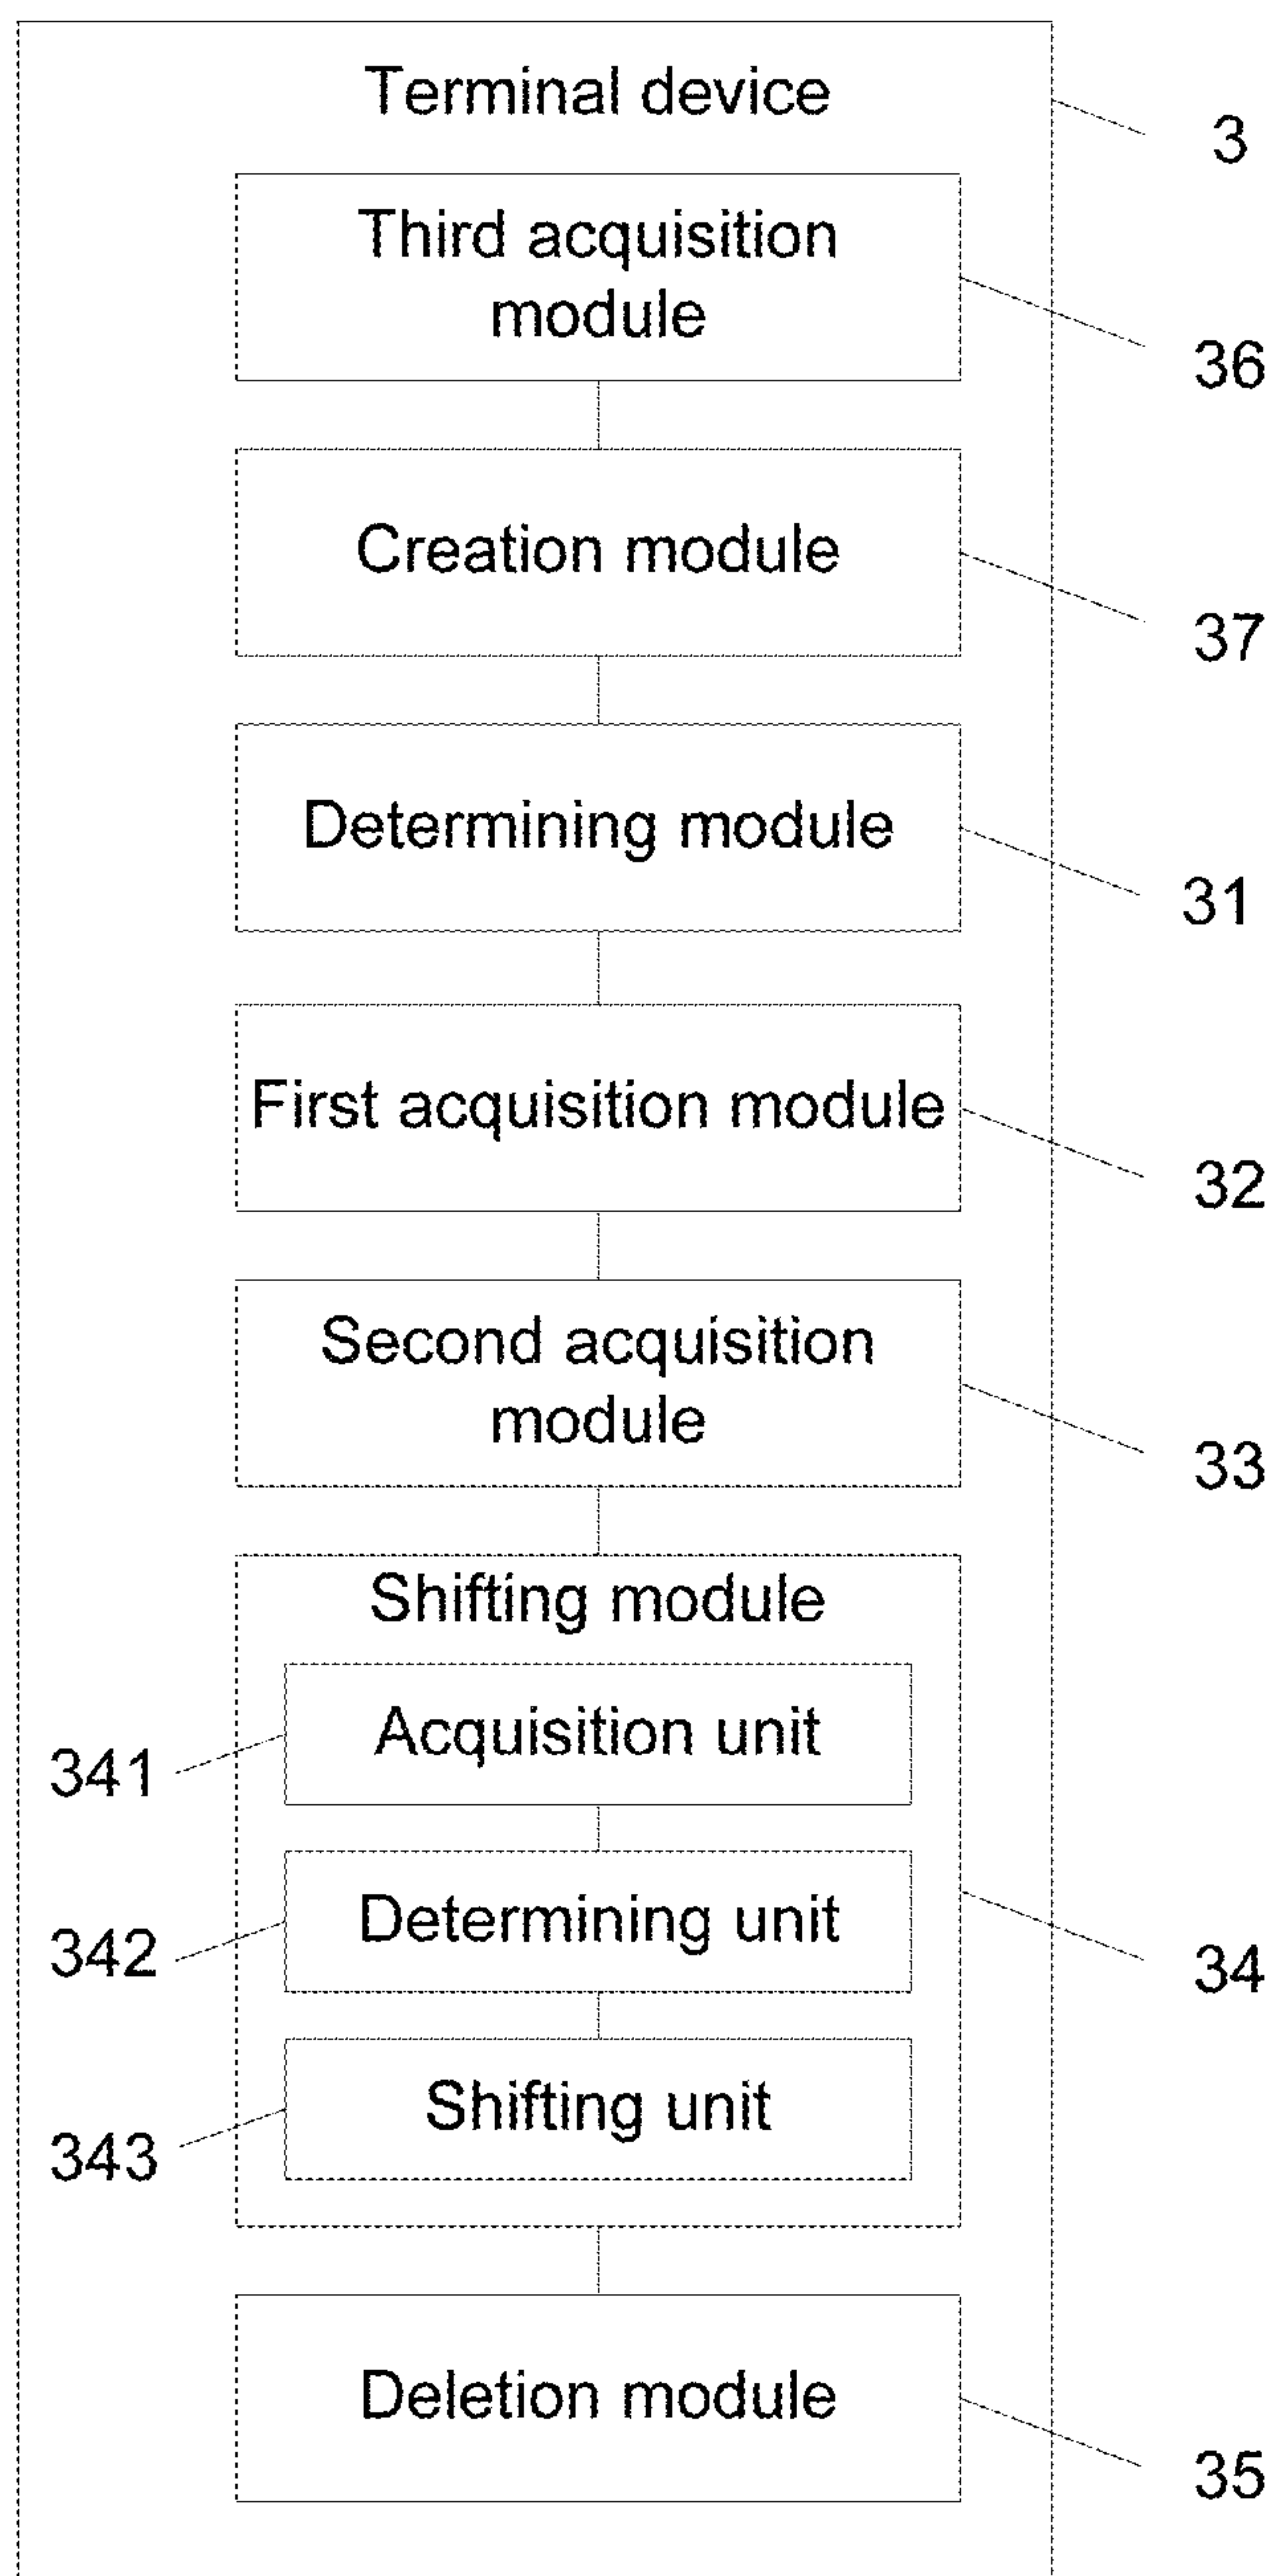 Terminal device
3
Third acquisition
module
36
Creation module
37
Determining module
31
First acquisition module
32
Second acquisition
module
33
Shifting module
Acquisition unit
341
Determining unit
342
34
Shifting unit
343
Deletion module
35